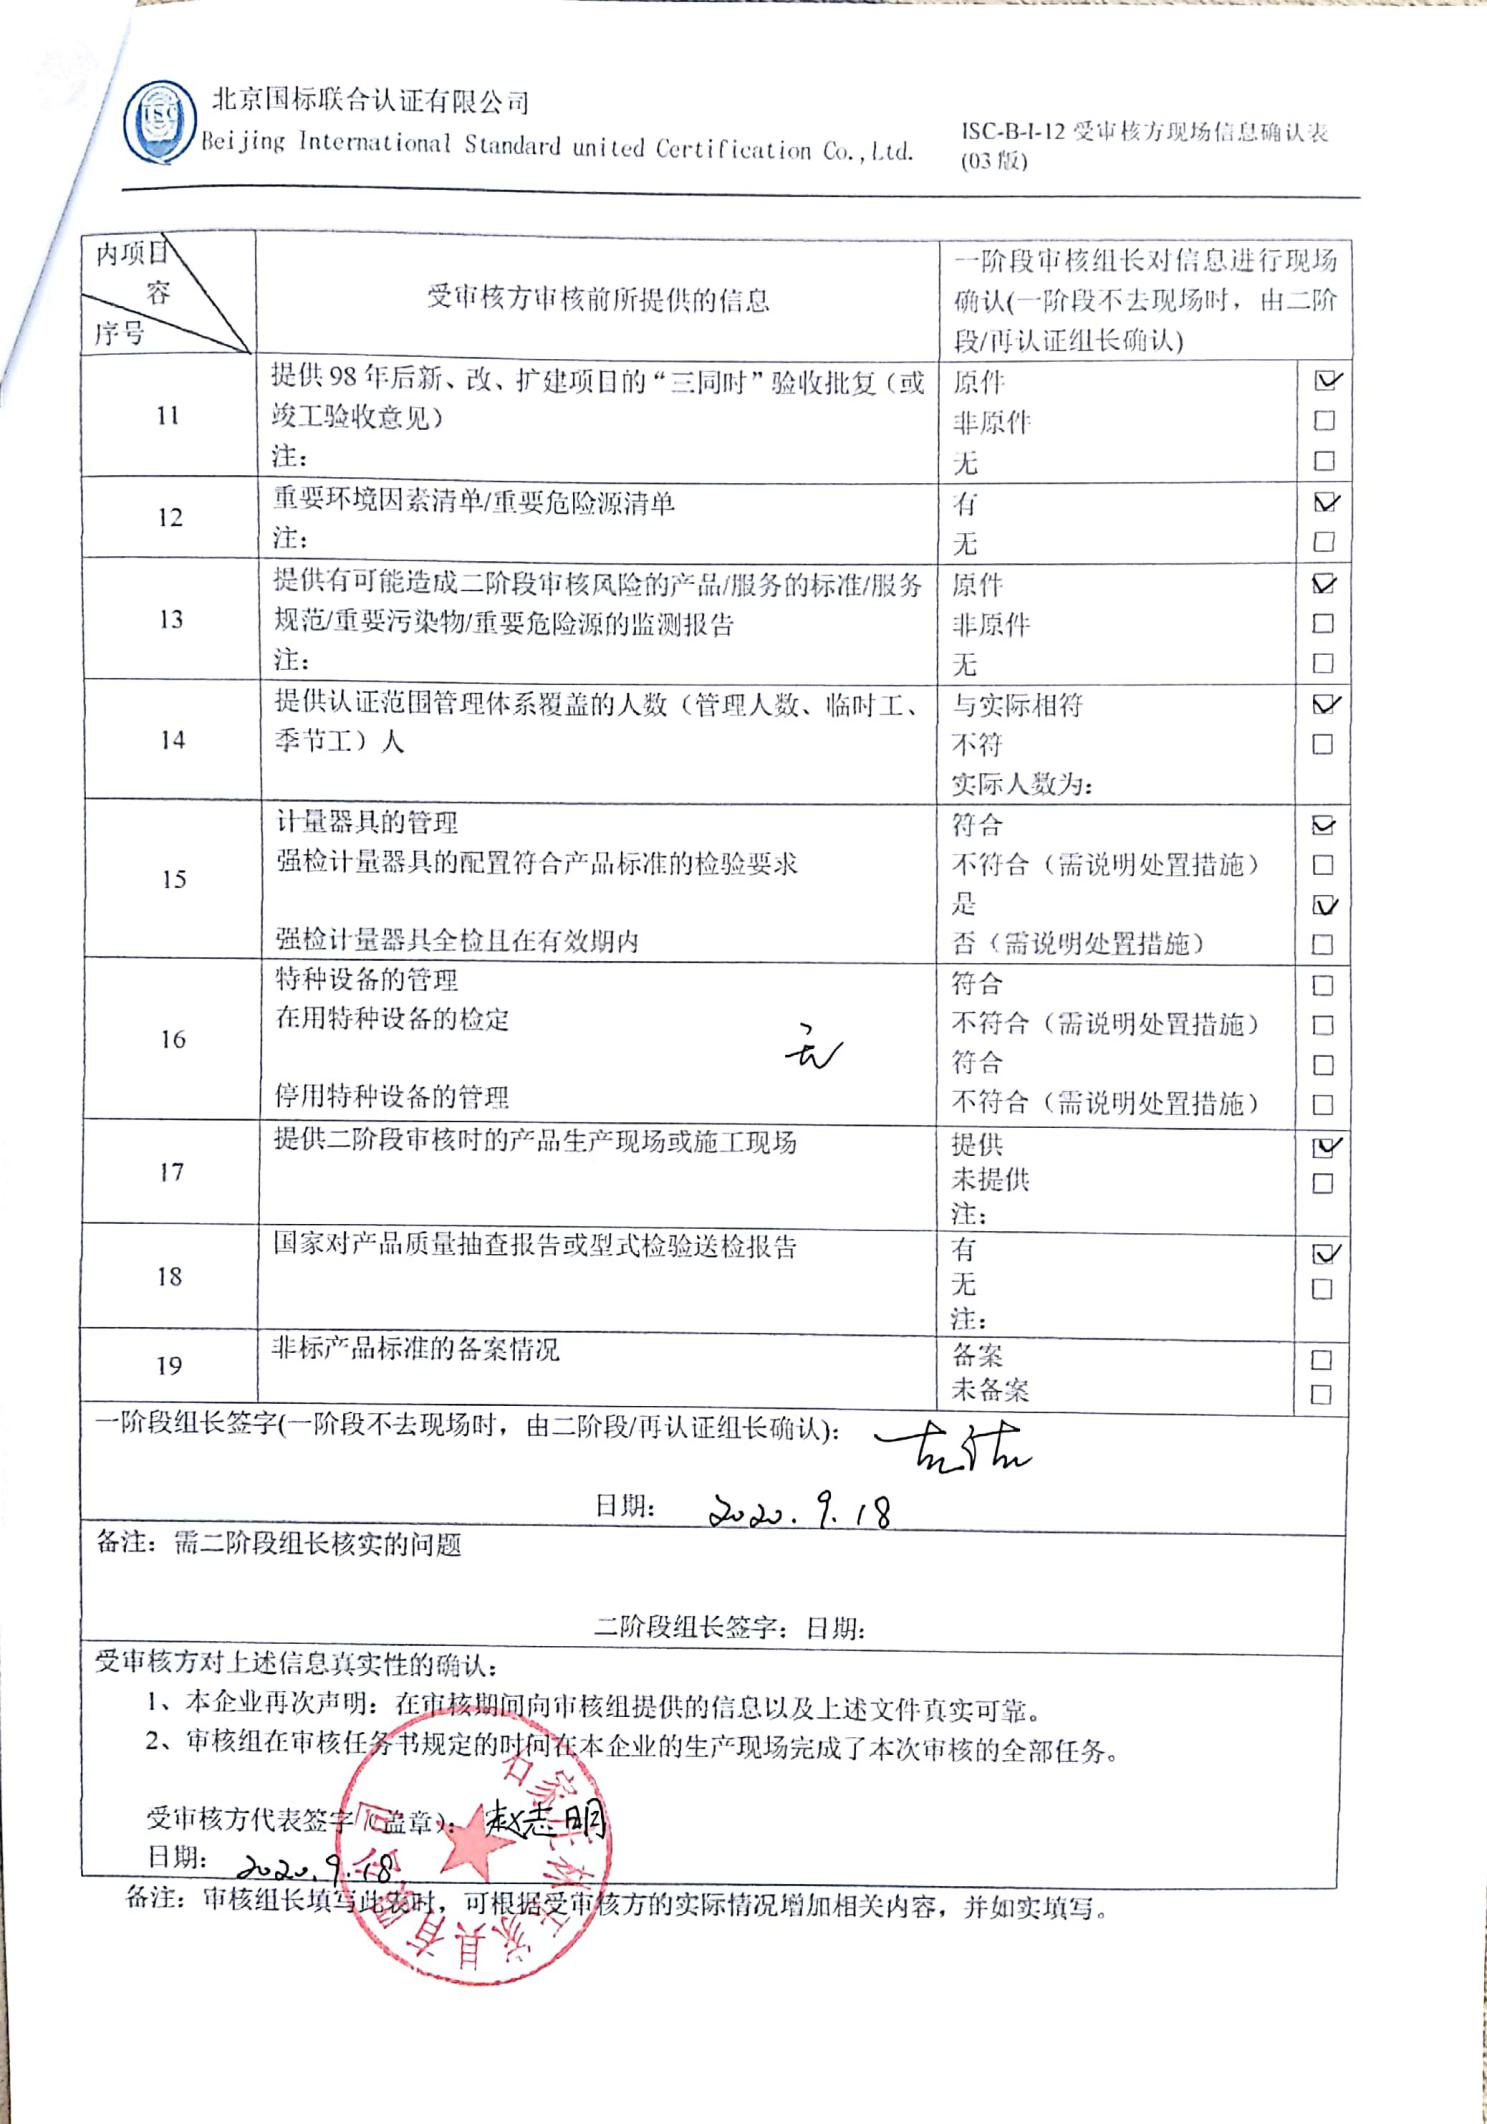 北京国标联合认证有限公司
Beijing International Standard united Certification Co.,Ltd.
ISC-B-I-12 受审核方现场信息确认表
(03 版)
内项目
容
序号
受审核方审核前所提供的信息
一阶段审核组长对信息进行现场
确认(一阶段不去现场时，由二阶
段/再认证组长确认)
11
提供 98 年后新、改、扩建项目的“三同时”验收批复（或
竣工验收意见）
注：
原件 ☑
非原件 □
无 □
12
重要环境因素清单/重要危险源清单
注：
有 ☑
无 □
13
提供有可能造成二阶段审核风险的产品/服务的标准/服务
规范/重要污染物/重要危险源的监测报告
注：
原件 ☑
非原件 □
无 □
14
提供认证范围管理体系覆盖的人数（管理人数、临时工、
季节工）人
与实际相符 ☑
不符 □
实际人数为:
15
计量器具的管理
强检计量器具的配置符合产品标准的检验要求
强检计量器具全检且在有效期内
符合 ☑
不符合（需说明处置措施） □
是 ☑
否（需说明处置措施） □
16
特种设备的管理
在用特种设备的检定
无
停用特种设备的管理
符合 □
不符合（需说明处置措施） □
符合 □
不符合（需说明处置措施） □
17
提供二阶段审核时的产品生产现场或施工现场
提供 ☑
未提供 □
注：
18
国家对产品质量抽查报告或型式检验送检报告
有 ☑
无 □
注：
19
非标产品标准的备案情况
备案 □
未备案 □
一阶段组长签字(一阶段不去现场时，由二阶段/再认证组长确认)：
日期： 2020.9.18
备注：需二阶段组长核实的问题
二阶段组长签字：日期:
受审核方对上述信息真实性的确认：
1、本企业再次声明：在审核期间向审核组提供的信息以及上述文件真实可靠。
2、审核组在审核任务书规定的时间在本企业的生产现场完成了本次审核的全部任务。
受审核方代表签字（盖章）：赵志明
日期： 2020.9.18
备注：审核组长填写此表时，可根据受审核方的实际情况增加相关内容，并如实填写。